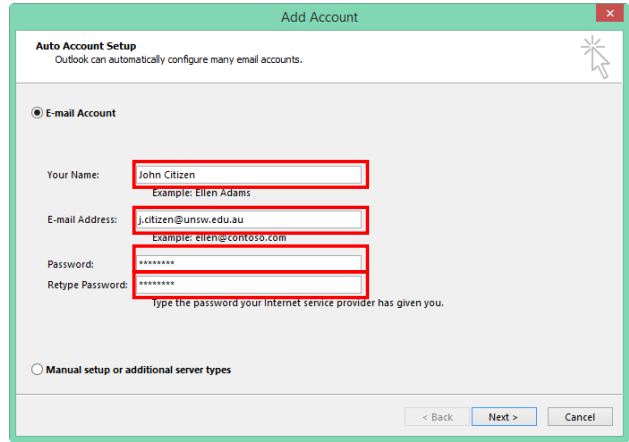 Add Account
Auto Account Setup
Outlook can automatically configure many email accounts.
E-mail Account
Your Name: John Citizen
Example: Ellen Adams
E-mail Address: j.citizen@unsw.edu.au
Example: ellen@contoso.com
Password: ********
Retype Password: ********
Type the password your Internet service provider has given you.
Manual setup or additional server types
< Back Next > Cancel